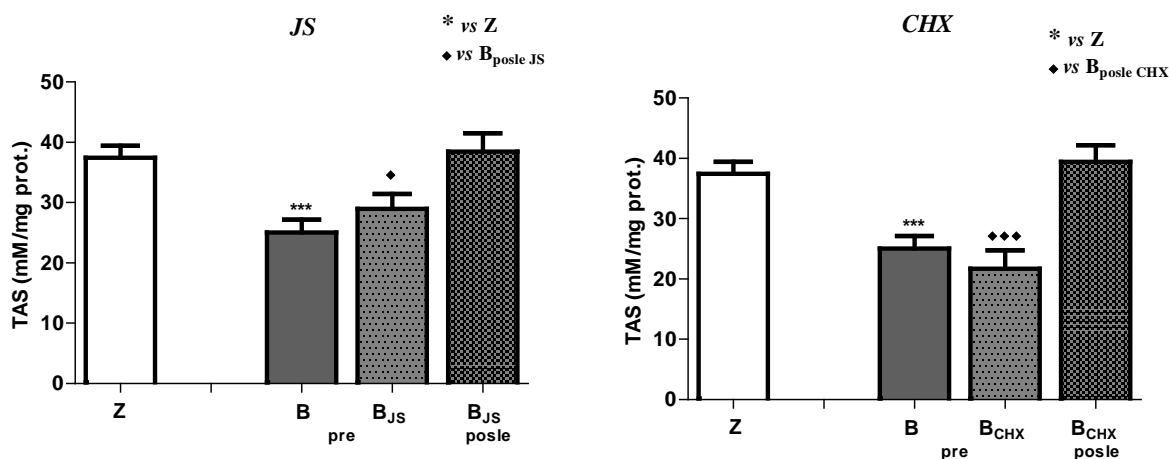 JS
* vs Z
◆ vs B posle JS
TAS (mM/mg prot.)
50
40
30
20
10
0
***
◆
Z
B
B JS
B JS
pre
posle
CHX
* vs Z
◆ vs B posle CHX
TAS (mM/mg prot.)
50
40
30
20
10
0
***
◆◆◆
Z
B
B CHX
B CHX
pre
posle